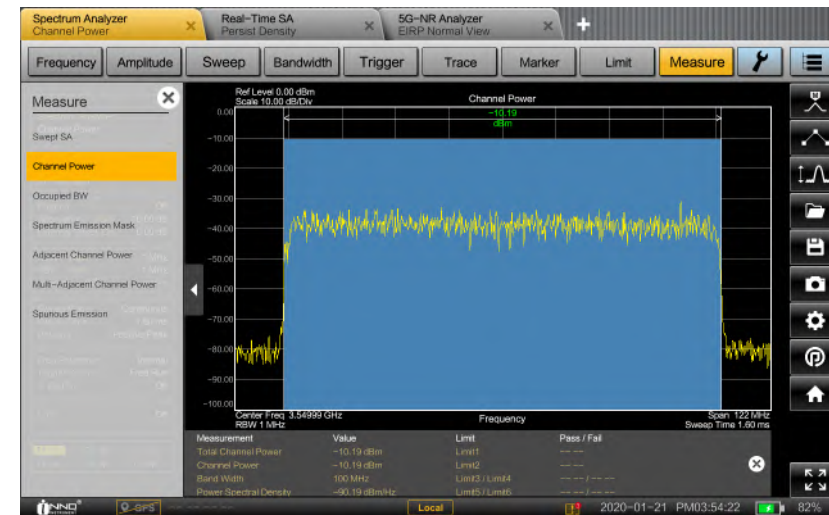 Spectrum Analyzer
Channel Power
Real-Time SA
Persist Density
5G-NR Analyzer
EIRP Normal View
Frequency
Amplitude
Sweep
Bandwidth
Trigger
Trace
Marker
Limit
Measure
Measure
Swept SA
Channel Power
Occupied BW
Spectrum Emission Mask
Adjacent Channel Power
Multi-Adjacent Channel Power
Spurious Emission
Ref Level 0.00 dBm
Scale 10.00 dB/Div
Channel Power
-10.19
dBm
0.00
-10.00
-20.00
-30.00
-40.00
-50.00
-60.00
-70.00
-80.00
-90.00
-100.00
Center Freq 3.54999 GHz
RBW 1 MHz
Frequency
Span 122 MHz
Sweep Time 1.60 ms
Measurement Value Limit Pass / Fail
Total Channel Power -10.19 dBm Limit1 -- --
Channel Power -10.19 dBm Limit2 -- --
Band Width 100 MHz Limit3 / Limit4 -- -- / -- --
Power Spectral Density -90.19 dBm/Hz Limit5 / Limit6 -- -- / -- --
INNO
GPS
Local
2020-01-21 PM03:54:22
82%